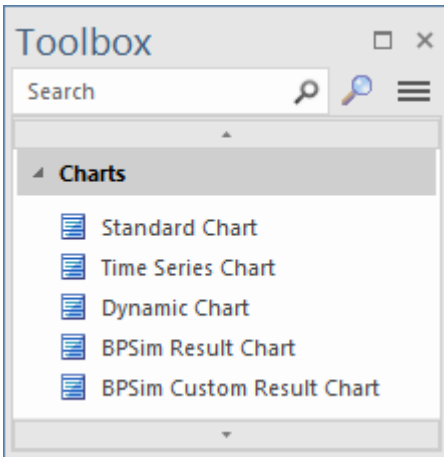 Toolbox
Search
Charts
Standard Chart
Time Series Chart
Dynamic Chart
BPSim Result Chart
BPSim Custom Result Chart